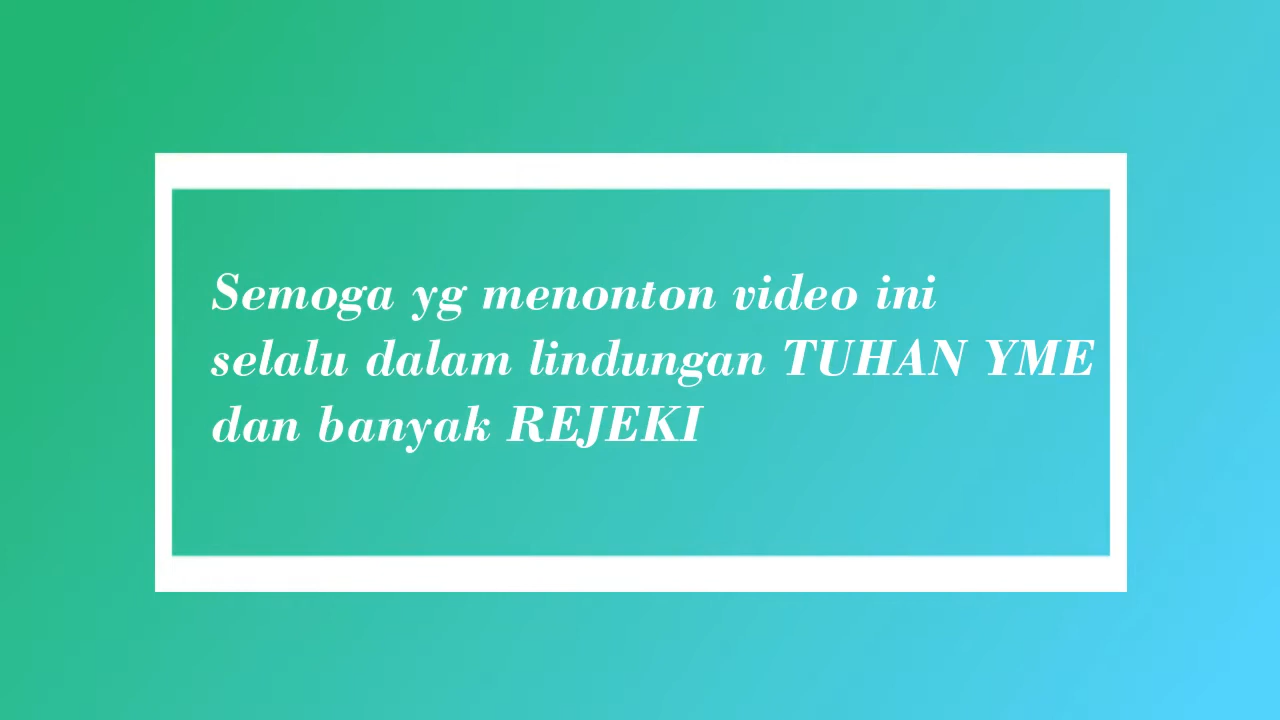 Semoga yg menonton video ini
selalu dalam lindungan TUHAN YME
dan banyak REJEKI